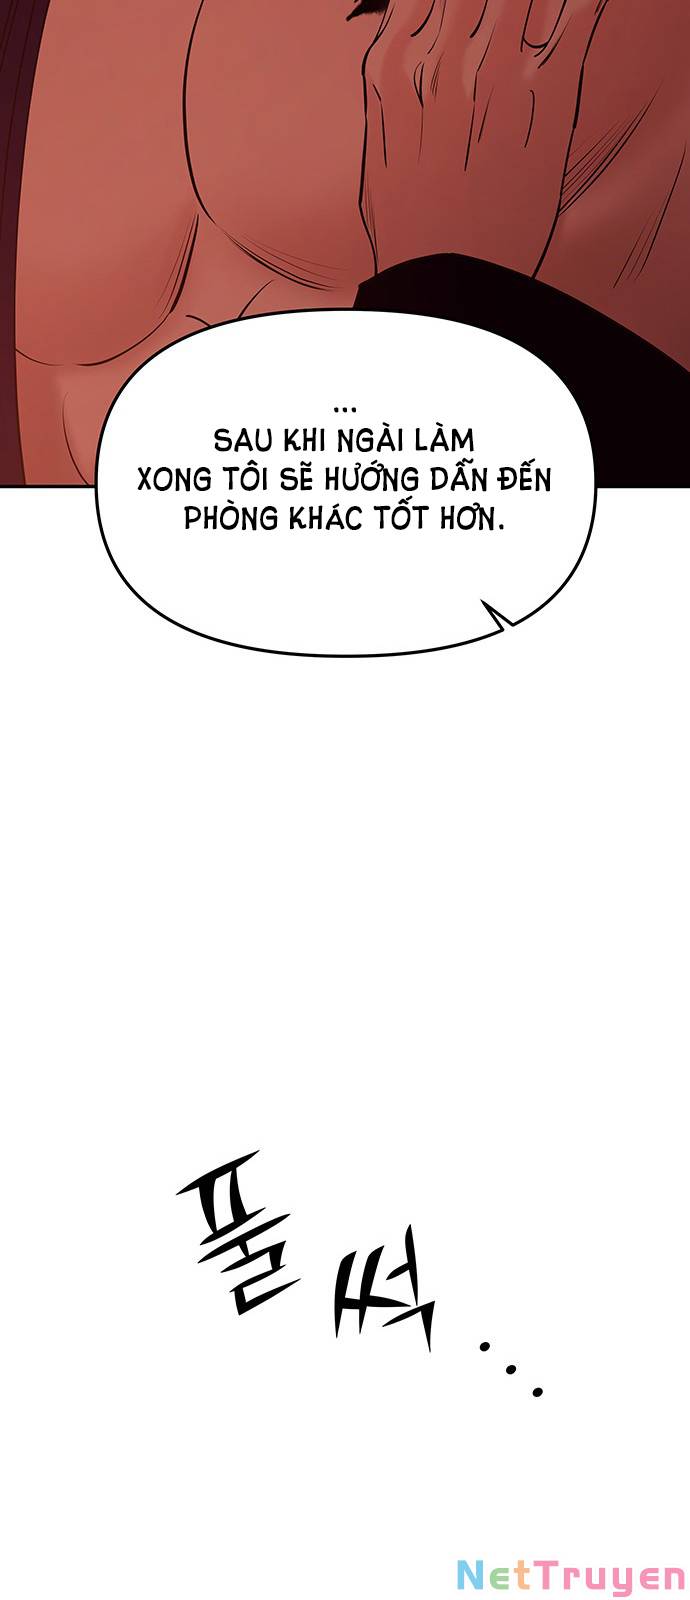 ...
SAU KHI NGÀI LÀM
XONG TÔI SẼ HƯỚNG DẪN ĐẾN
PHÒNG KHÁC TỐT HƠN.
풀썩...
NetTruyen